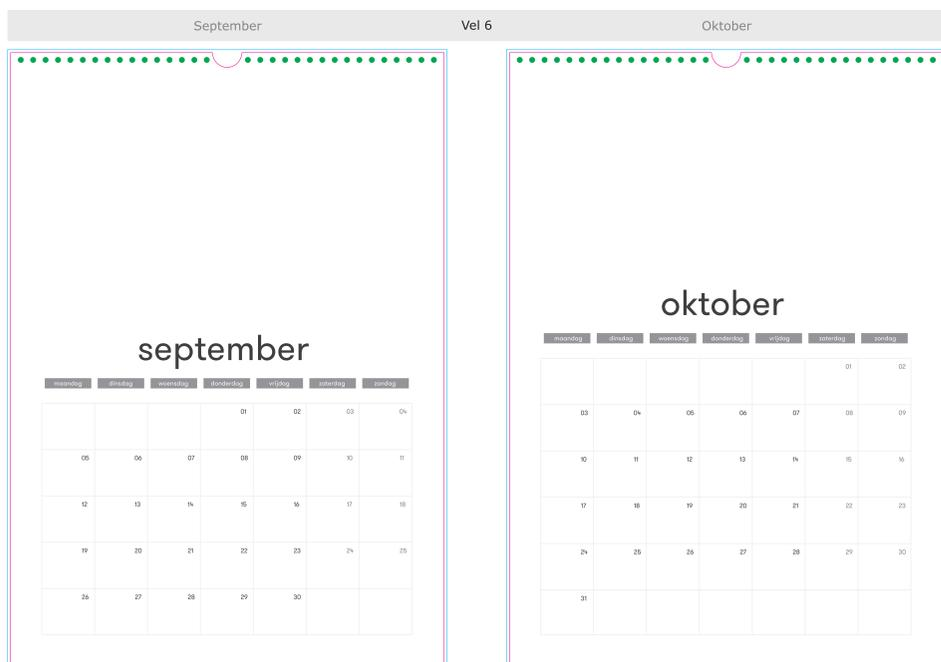 September Vel 6 Oktober
september
maandag dinsdag woensdag donderdag vrijdag zaterdag zondag
01 02 03 04
05 06 07 08 09 10 11
12 13 14 15 16 17 18
19 20 21 22 23 24 25
26 27 28 29 30
oktober
maandag dinsdag woensdag donderdag vrijdag zaterdag zondag
01 02
03 04 05 06 07 08 09
10 11 12 13 14 15 16
17 18 19 20 21 22 23
24 25 26 27 28 29 30
31